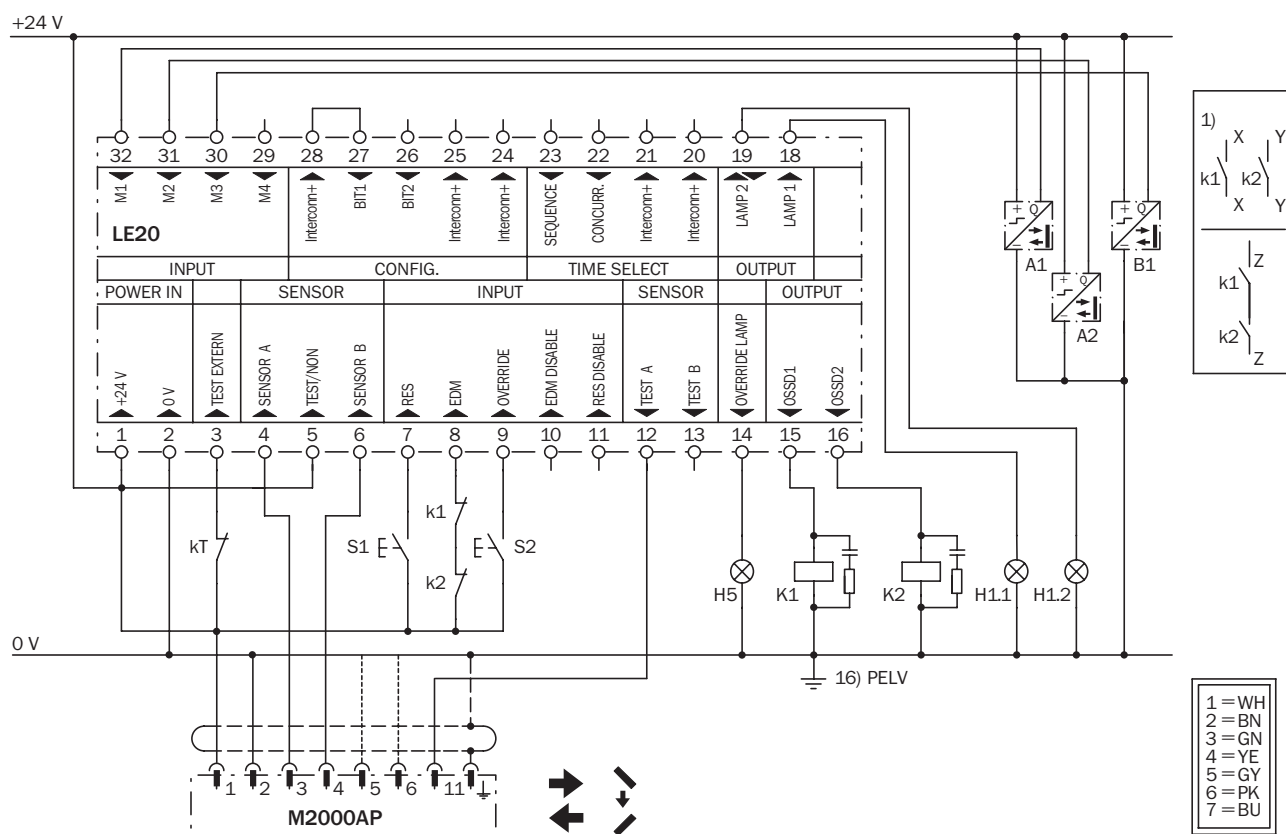 +24 V
32 31 30 29 28 27 26 25 24 23 22 21 20 19 18
M1 M2 M3 M4 Interconn+ BIT1 BIT2 Interconn+ Interconn+ SEQUENCE CONCURR. Interconn+ Interconn+ LAMP 2 LAMP 1
LE20
INPUT CONFIG. TIME SELECT OUTPUT
POWER IN SENSOR INPUT SENSOR OUTPUT
+24 V 0 V TEST EXTERN SENSOR A TEST/NON SENSOR B RES EDM OVERRIDE EDM DISABLE RES DISABLE TEST A TEST B OVERRIDE LAMP OSSD1 OSSD2
1 2 3 4 5 6 7 8 9 10 11 12 13 14 15 16
+ Q
−
A1
+ Q
−
A2
+ Q
−
B1
1)
X Y
k1 k2
X Y
Z
k1
k2
Z
kT S1 k1 S2
k2
H5 K1 K2 H1.1 H1.2
0 V
16) PELV
1 2 3 4 5 6 11
M2000AP
1 = WH
2 = BN
3 = GN
4 = YE
5 = GY
6 = PK
7 = BU